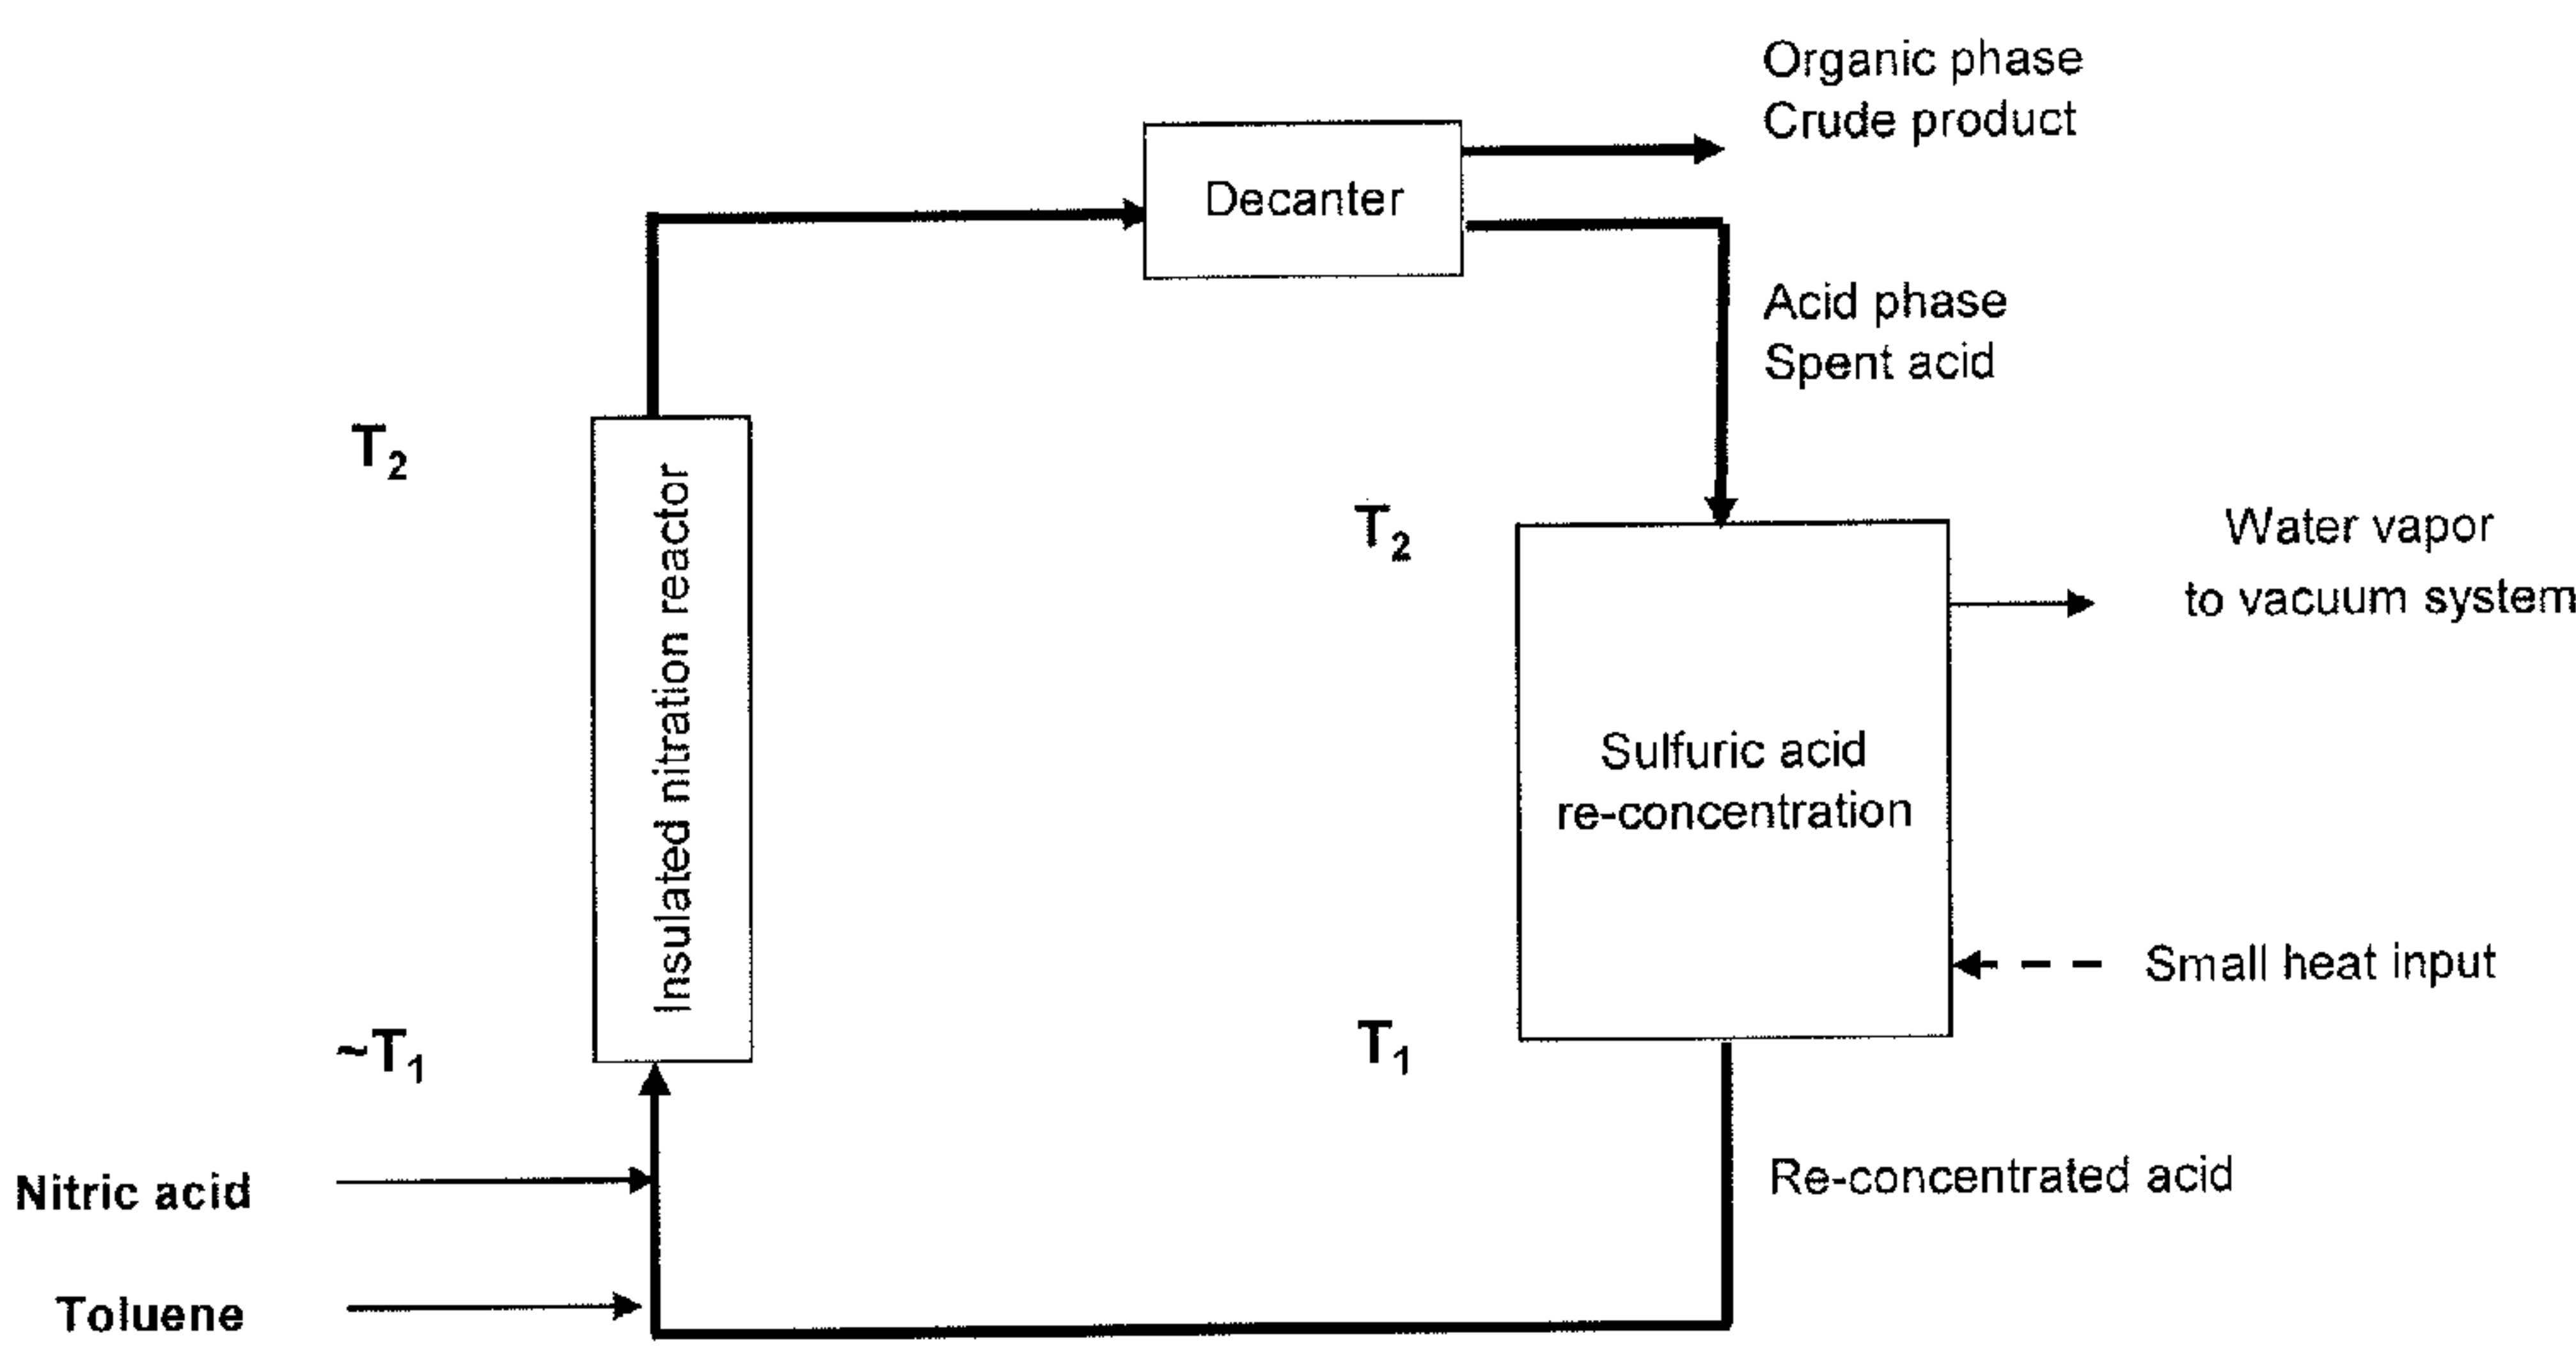 Organic phase
Crude product
Decanter
Acid phase
Spent acid
T₂
Insulated nitration reactor
T₂
Water vapor
to vacuum system
Sulfuric acid
re-concentration
Small heat input
~T₁
T₁
Nitric acid
Re-concentrated acid
Toluene